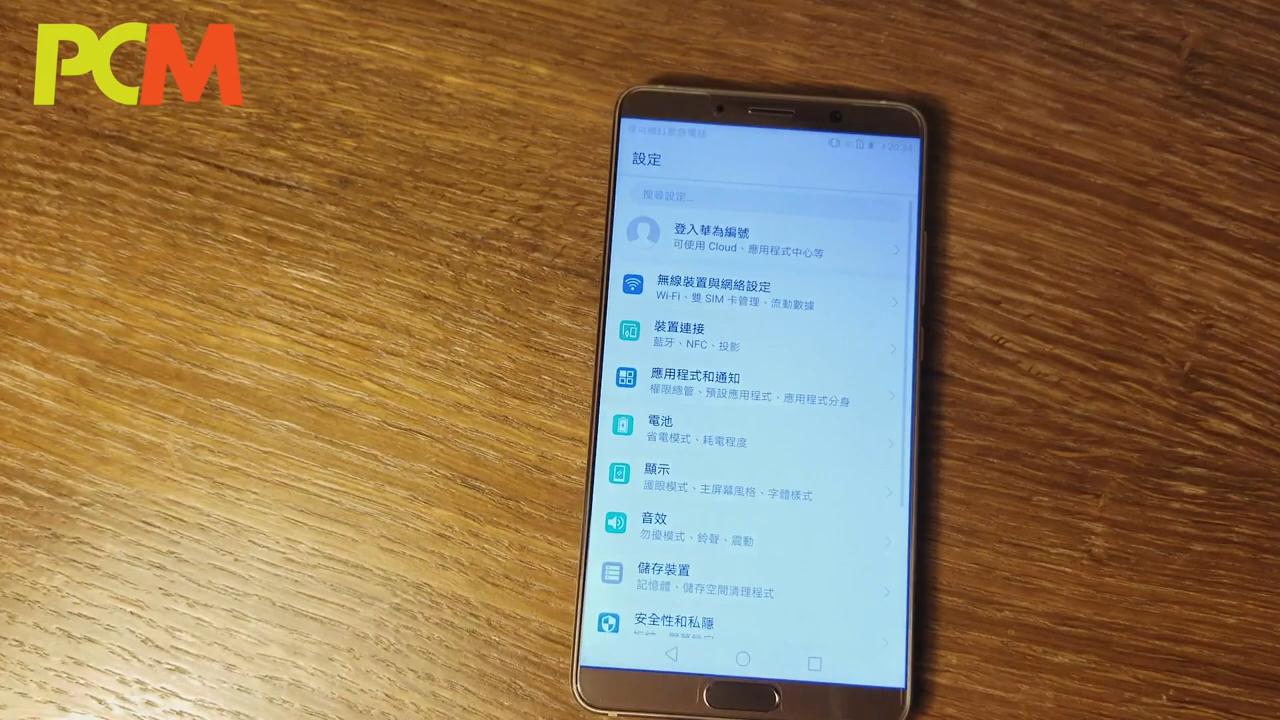 PCM
20:34
設定
搜尋設定...
登入華為編號
可使用 Cloud、應用程式中心等
無線裝置與網絡設定
Wi-Fi、雙 SIM 卡管理、流動數據
裝置連接
藍牙、NFC、投影
應用程式和通知
權限總管、預設應用程式、應用程式分身
電池
省電模式、耗電程度
顯示
護眼模式、主屏幕風格、字體樣式
音效
勿擾模式、鈴聲、震動
儲存裝置
記憶體、儲存空間清理程式
安全性和私隱